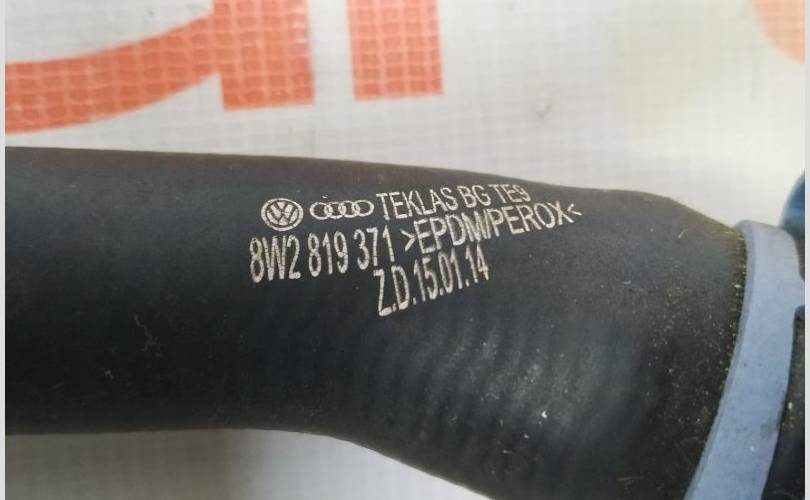 TEKLAS BG TE9
8W2 819 371 >EPDM/PEROX<
Z.D.15.01.14